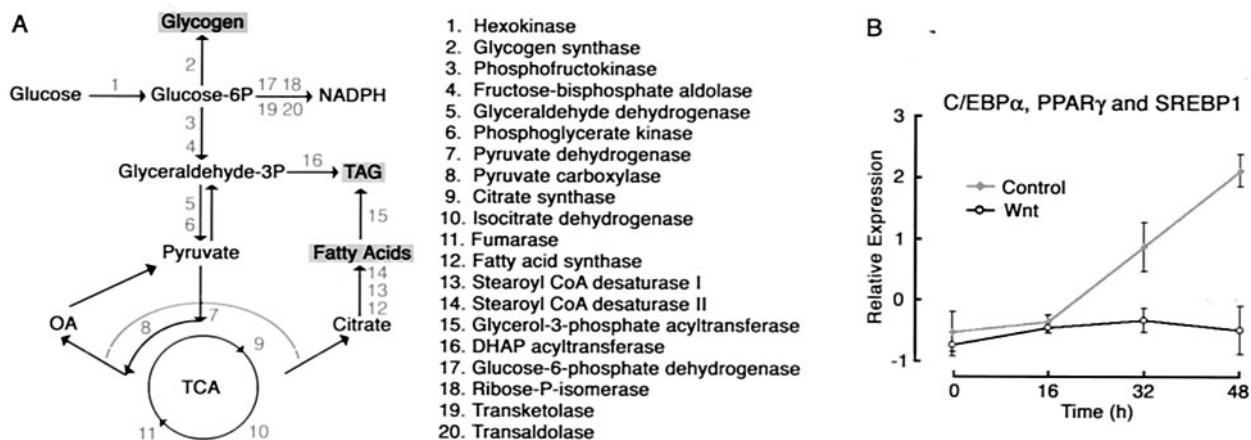 A
Glycogen
2
Glucose
1
Glucose-6P
17 18
19 20
NADPH
3
4
Glyceraldehyde-3P
16
TAG
5
6
15
Pyruvate
Fatty Acids
14
13
12
OA
8
7
Citrate
9
TCA
11
10
1. Hexokinase
2. Glycogen synthase
3. Phosphofructokinase
4. Fructose-bisphosphate aldolase
5. Glyceraldehyde dehydrogenase
6. Phosphoglycerate kinase
7. Pyruvate dehydrogenase
8. Pyruvate carboxylase
9. Citrate synthase
10. Isocitrate dehydrogenase
11. Fumarase
12. Fatty acid synthase
13. Stearoyl CoA desaturase I
14. Stearoyl CoA desaturase II
15. Glycerol-3-phosphate acyltransferase
16. DHAP acyltransferase
17. Glucose-6-phosphate dehydrogenase
18. Ribose-P-isomerase
19. Transketolase
20. Transaldolase
B
C/EBPα, PPARγ and SREBP1
Relative Expression
3
2
1
0
-1
Control
Wnt
0 16 32 48
Time (h)